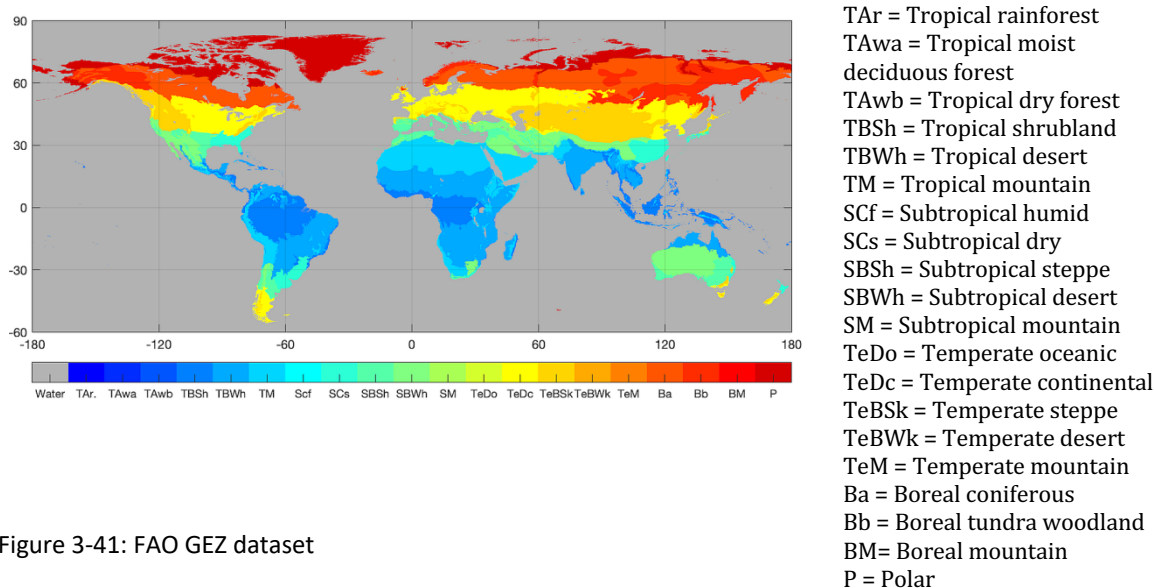 90
60
30
0
-30
-60
-180 -120 -60 0 60 120 180
Water TAr. TAwa TAwb TBSh TBWh TM Scf SCs SBSh SBWh SM TeDo TeDc TeBSk TeBWk TeM Ba Bb BM P
TAr = Tropical rainforest
TAwa = Tropical moist
deciduous forest
TAwb = Tropical dry forest
TBSh = Tropical shrubland
TBWh = Tropical desert
TM = Tropical mountain
SCf = Subtropical humid
SCs = Subtropical dry
SBSh = Subtropical steppe
SBWh = Subtropical desert
SM = Subtropical mountain
TeDo = Temperate oceanic
TeDc = Temperate continental
TeBSk = Temperate steppe
TeBWk = Temperate desert
TeM = Temperate mountain
Ba = Boreal coniferous
Bb = Boreal tundra woodland
BM= Boreal mountain
P = Polar
Figure 3-41: FAO GEZ dataset